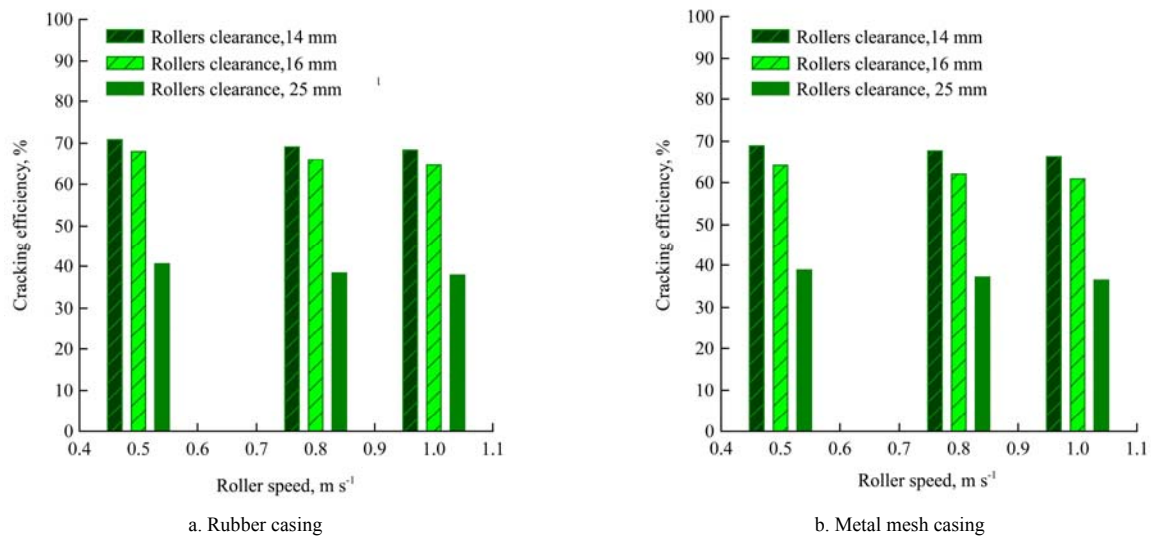 100
90
80
70
60
50
40
30
20
10
0
Cracking efficiency, %
Rollers clearance,14 mm
Rollers clearance,16 mm
Rollers clearance, 25 mm
0.4 0.5 0.6 0.7 0.8 0.9 1.0 1.1
Roller speed, m s⁻¹
a. Rubber casing
100
90
80
70
60
50
40
30
20
10
0
Cracking efficiency, %
Rollers clearance,14 mm
Rollers clearance,16 mm
Rollers clearance, 25 mm
0.4 0.5 0.6 0.7 0.8 0.9 1.0 1.1
Roller speed, m s⁻¹
b. Metal mesh casing